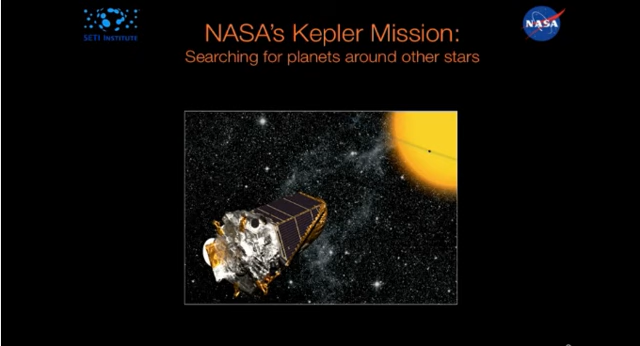 SETI INSTITUTE
NASA
NASA's Kepler Mission:
Searching for planets around other stars